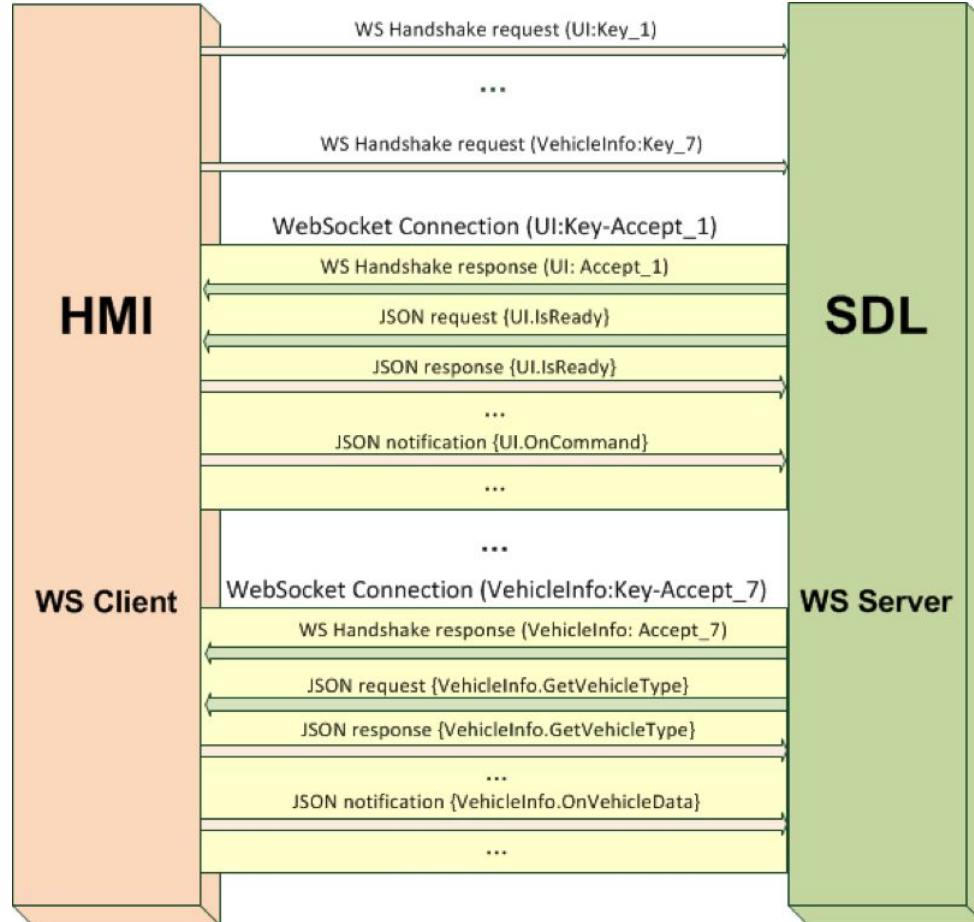 WS Handshake request (UI:Key_1)
...
WS Handshake request (VehicleInfo:Key_7)
WebSocket Connection (UI:Key-Accept_1)
WS Handshake response (UI: Accept_1)
HMI
SDL
JSON request {UI.IsReady}
JSON response {UI.IsReady}
...
JSON notification {UI.OnCommand}
...
...
WebSocket Connection (VehicleInfo:Key-Accept_7)
WS Client
WS Server
WS Handshake response (VehicleInfo: Accept_7)
JSON request {VehicleInfo.GetVehicleType}
JSON response {VehicleInfo.GetVehicleType}
...
JSON notification {VehicleInfo.OnVehicleData}
...